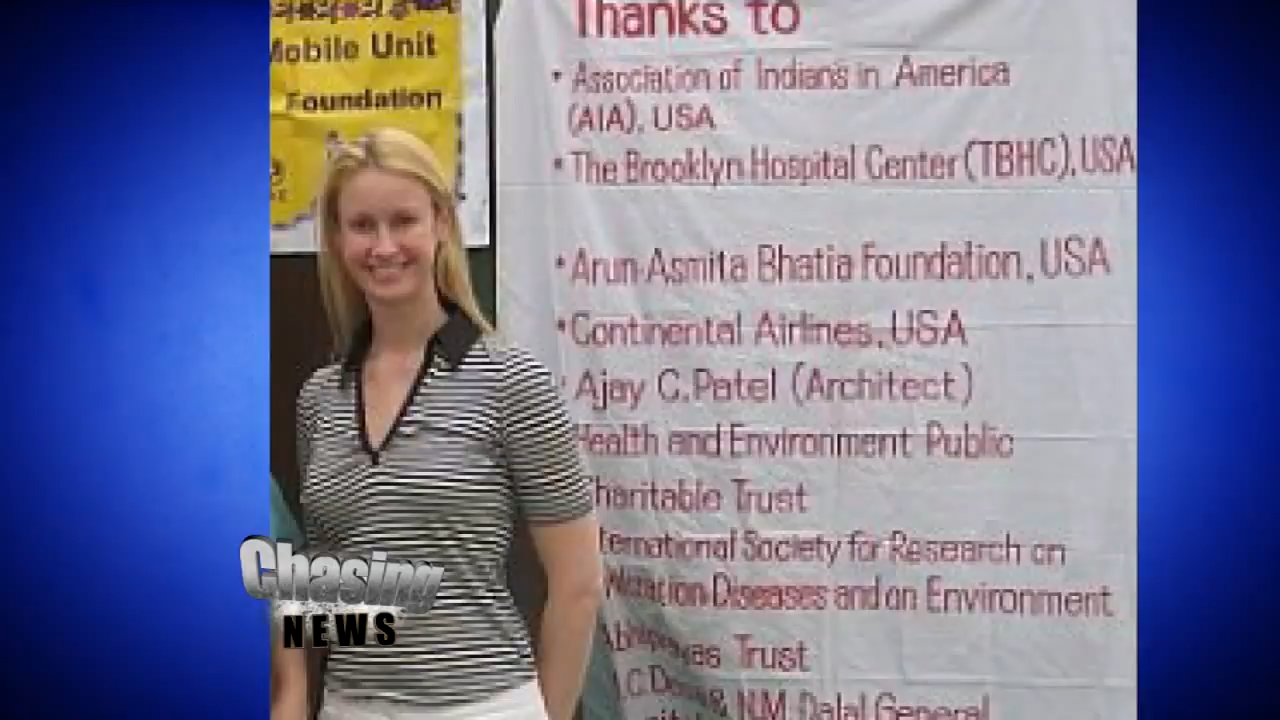 Mobile Unit
Foundation
Thanks to
• Association of Indians in America
(AIA), USA
• The Brooklyn Hospital Center (TBHC), USA
• Arun Asmita Bhatia Foundation, USA
• Continental Airlines, USA
Ajay C. Patel (Architect)
Health and Environment Public
Charitable Trust
International Society for Research on
Diseases and on Environment
Trust
& N.M. Dalal General
Chasing
NEWS